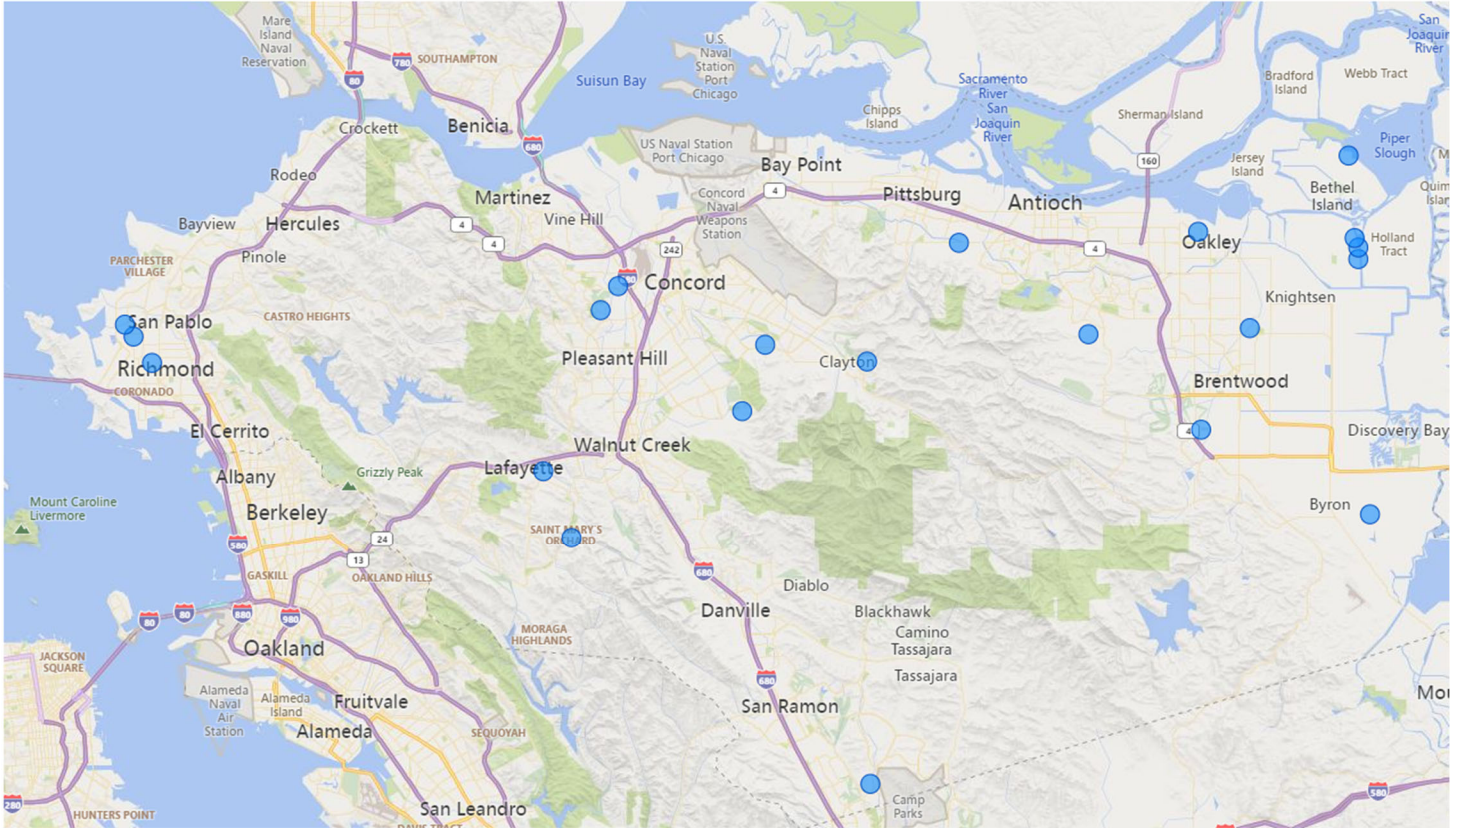 Mare
Island
Naval
Reservation
780
SOUTHAMPTON
80
Crockett
Benicia
680
Suisun Bay
U.S.
Naval
Station
Port
Chicago
US Naval Station
Port Chicago
Chipps
Island
Sacramento
River
San
Joaquin
River
Sherman Island
160
Bradford
Island
Webb Tract
San
Joaquin
River
Piper
Slough
Jersey
Island
Bethel
Island
Holland
Tract
Rodeo
Bayview
Hercules
Pinole
PARCHESTER
VILLAGE
Martinez
Vine Hill
4
4
Concord
Naval
Weapons
Station
242
Bay Point
4
Pittsburg
Antioch
4
Oakley
Knightsen
Concord
CASTRO HEIGHTS
San Pablo
Richmond
CORONADO
Pleasant Hill
Clayton
Brentwood
4
Discovery Bay
El Cerrito
Albany
Berkeley
Grizzly Peak
Mount Caroline
Livermore
Lafayette
Walnut Creek
SAINT MARY'S
ORCHARD
Byron
580
24
13
GASKILL
OAKLAND HILLS
680
Diablo
Danville
Blackhawk
Camino
Tassajara
Tassajara
80
80
880
980
MORAGA
HIGHLANDS
Oakland
JACKSON
SQUARE
Alameda
Naval
Air
Station
Alameda
Island
Fruitvale
Alameda
SEQUOYAH
680
San Ramon
San Leandro
DAVIS TRACT
280
HUNTERS POINT
Camp
Parks
580